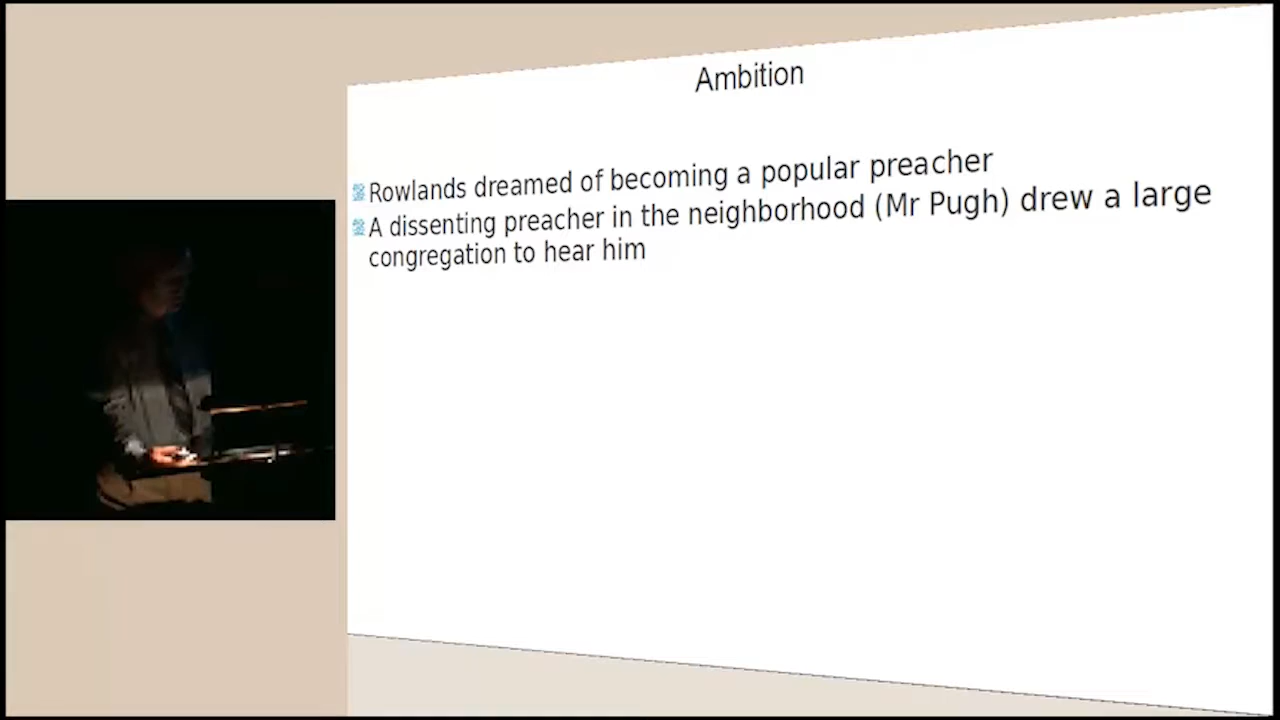 Ambition
Rowlands dreamed of becoming a popular preacher
A dissenting preacher in the neighborhood (Mr Pugh) drew a large
congregation to hear him